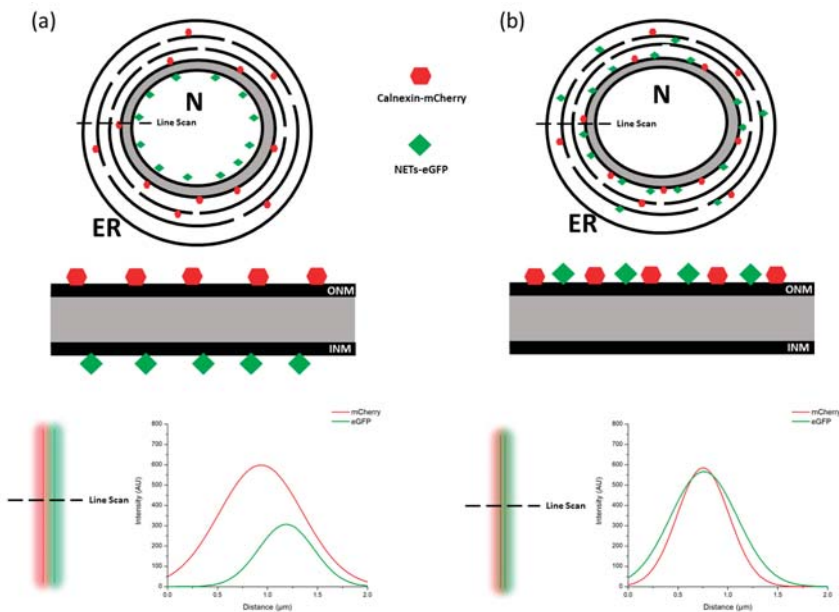 (a)
N
Line Scan
ER
Calnexin-mCherry
NETs-eGFP
(b)
N
Line Scan
ER
ONM
INM
ONM
INM
Line Scan
mCherry
eGFP
Intensity (AU)
800
700
600
500
400
300
200
100
0
0.0 0.5 1.0 1.5 2.0
Distance (μm)
Line Scan
mCherry
eGFP
Intensity (AU)
800
700
600
500
400
300
200
100
0
0.0 0.5 1.0 1.5 2.0
Distance (μm)